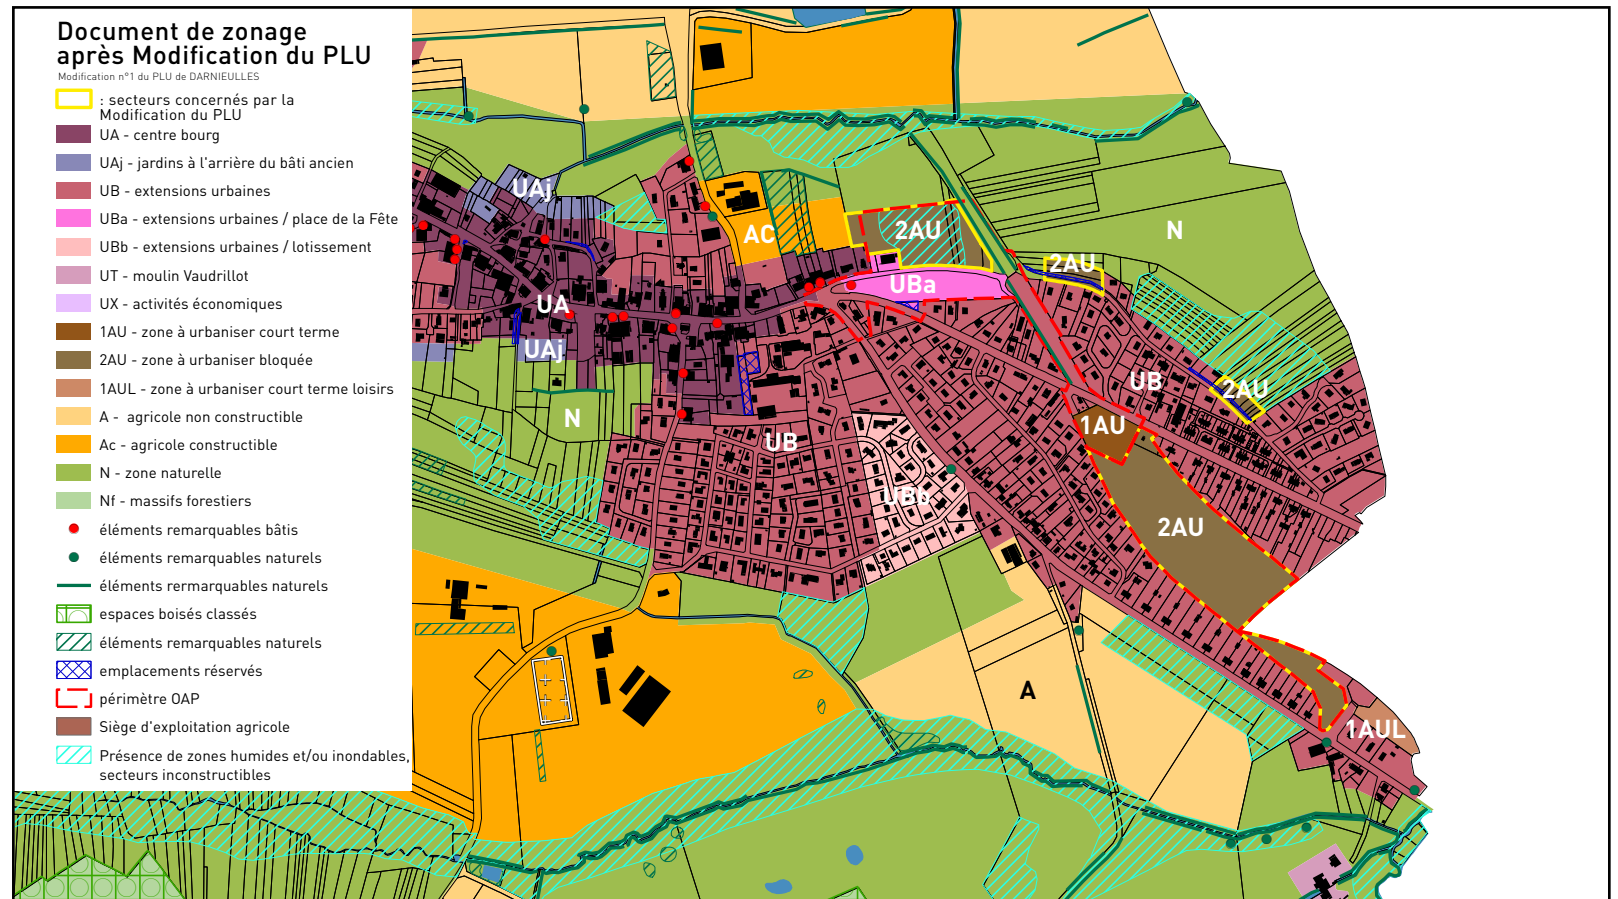 Document de zonage
après Modification du PLU
Modification n°1 du PLU de DARNIEULLES
: secteurs concernés par la
Modification du PLU
UA - centre bourg
UAj - jardins à l'arrière du bâti ancien
UB - extensions urbaines
UBa - extensions urbaines / place de la Fête
UBb - extensions urbaines / lotissement
UT - moulin Vaudrillot
UX - activités économiques
1AU - zone à urbaniser court terme
2AU - zone à urbaniser bloquée
1AUL - zone à urbaniser court terme loisirs
A - agricole non constructible
Ac - agricole constructible
N - zone naturelle
Nf - massifs forestiers
éléments remarquables bâtis
éléments remarquables naturels
éléments rermarquables naturels
espaces boisés classés
éléments remarquables naturels
emplacements réservés
périmètre OAP
Siège d'exploitation agricole
Présence de zones humides et/ou inondables,
secteurs inconstructibles
UAj
AC
2AU
N
2AU
UBa
UA
UAj
UB
2AU
N
1AU
UB
UBb
2AU
A
1AUL